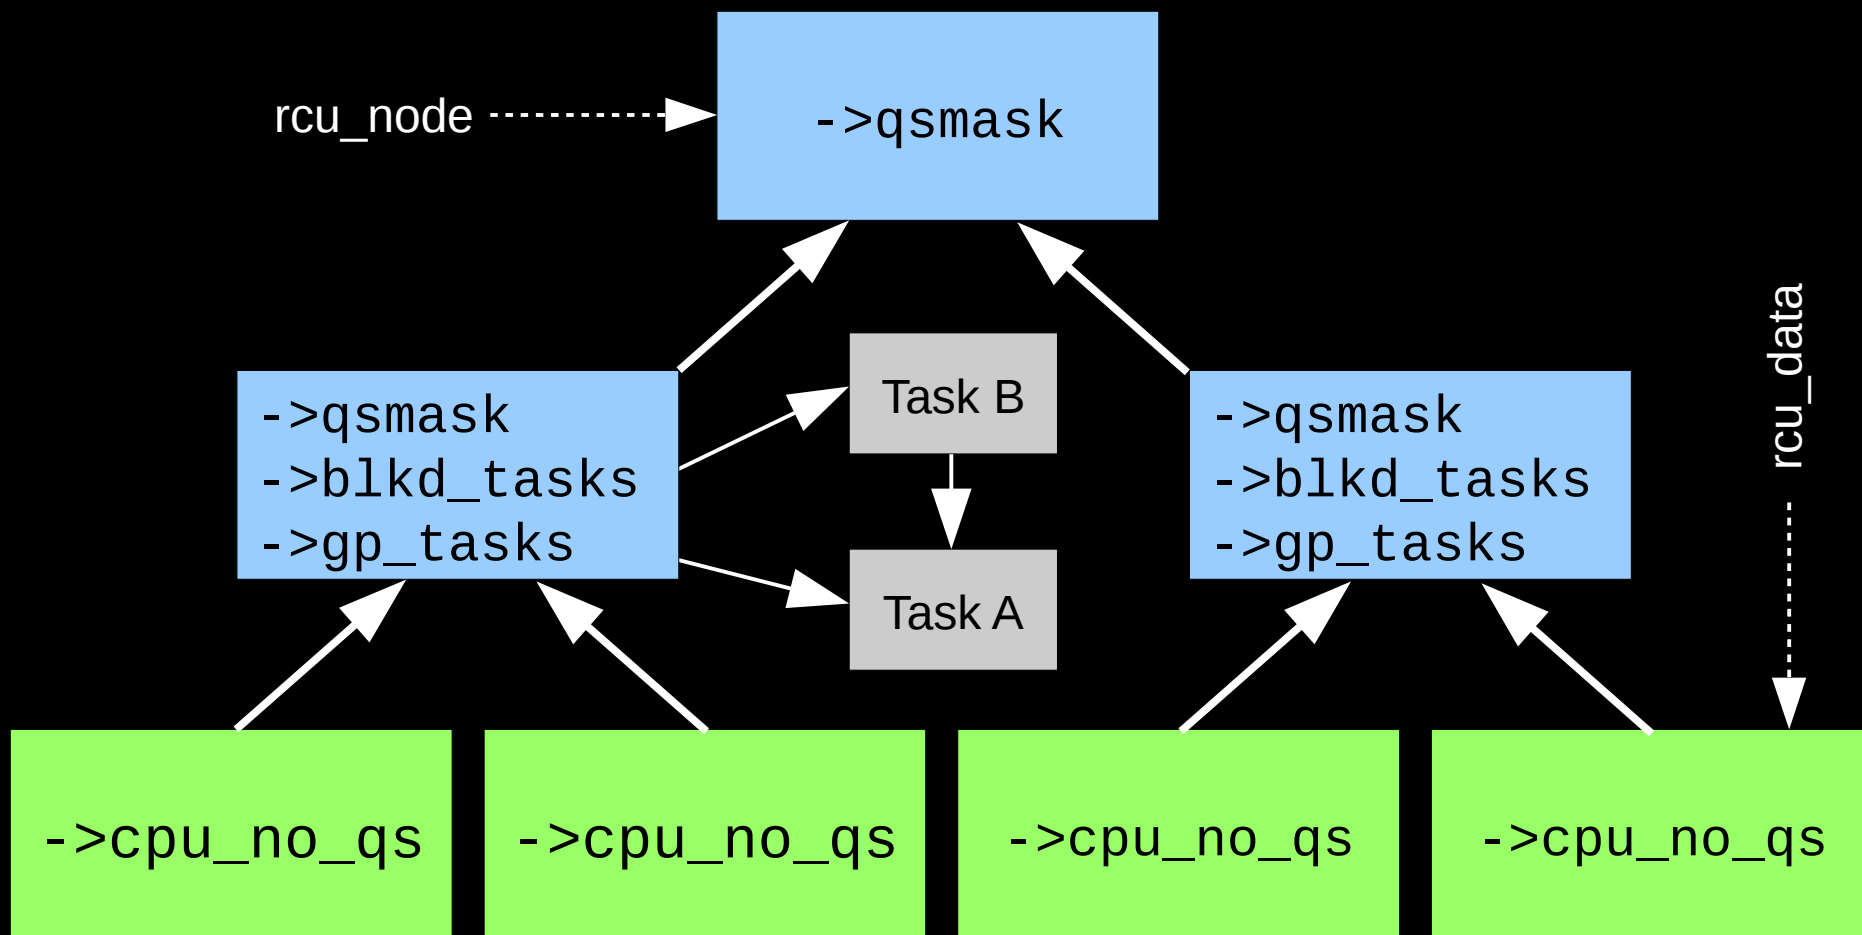 rcu_node
->qsmask
rcu_data
Task B
->qsmask
->blkd_tasks
->gp_tasks
->qsmask
->blkd_tasks
->gp_tasks
Task A
->cpu_no_qs
->cpu_no_qs
->cpu_no_qs
->cpu_no_qs